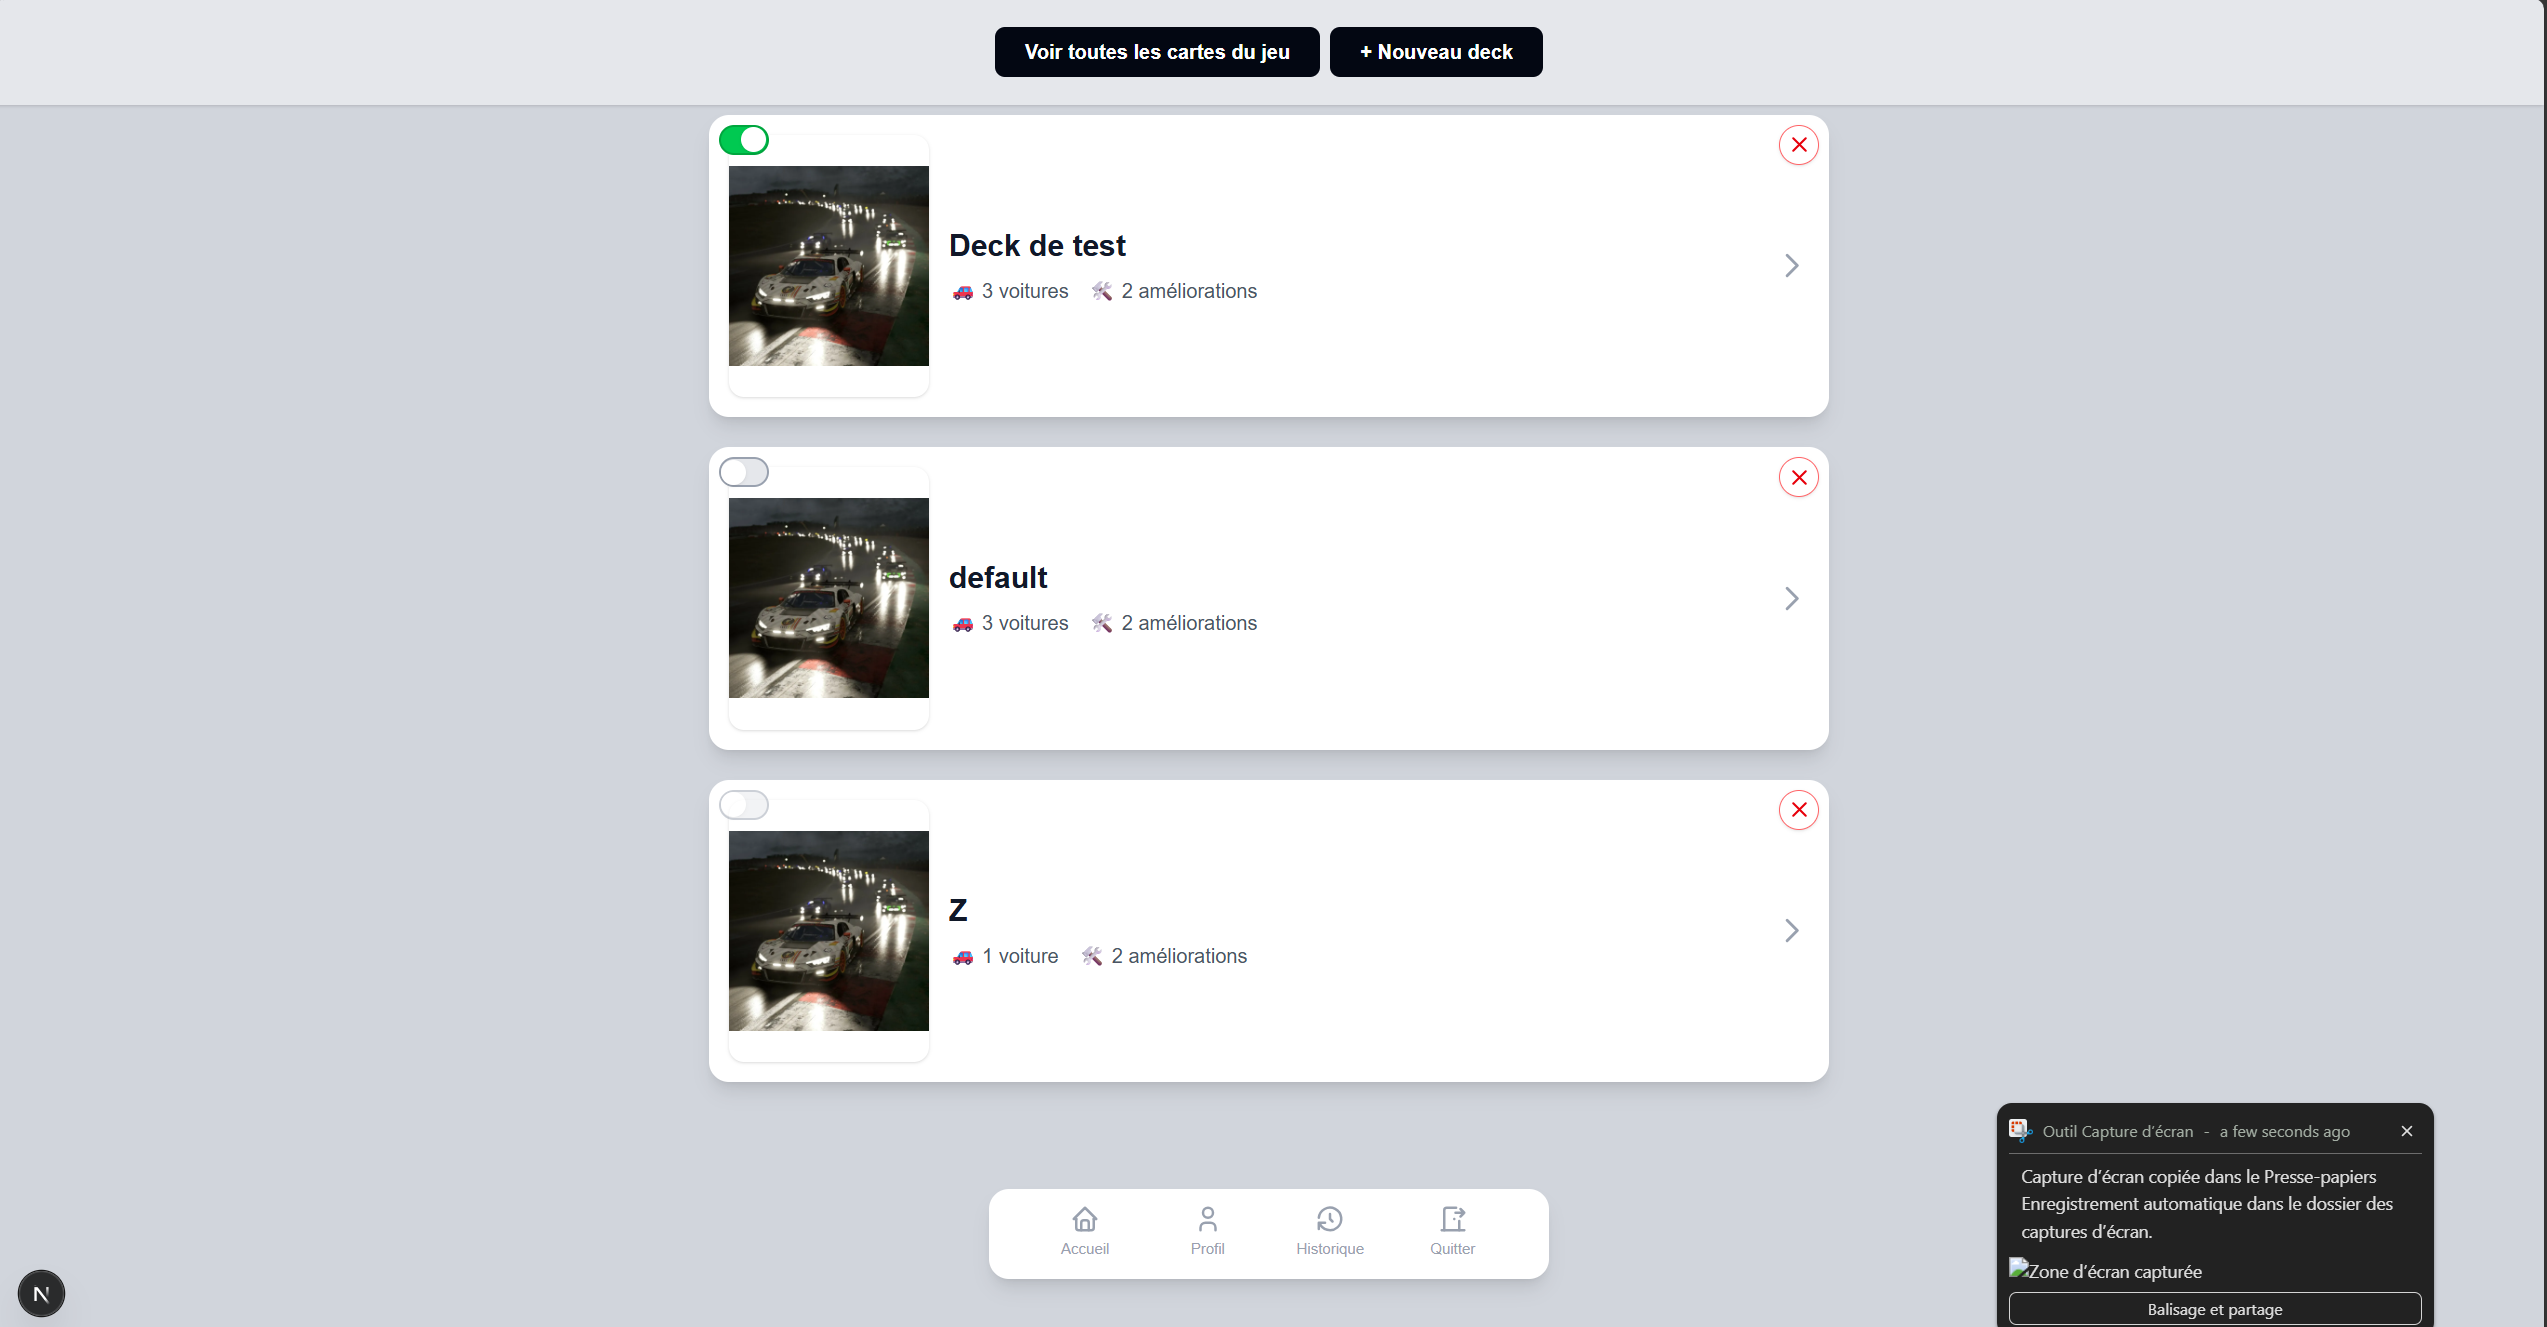 Voir toutes les cartes du jeu
+ Nouveau deck
Deck de test
3 voitures
2 améliorations
default
3 voitures
2 améliorations
Z
1 voiture
2 améliorations
Accueil
Profil
Historique
Quitter
N
Outil Capture d’écran - a few seconds ago
Capture d’écran copiée dans le Presse-papiers
Enregistrement automatique dans le dossier des
captures d’écran.
Zone d’écran capturée
Balisage et partage